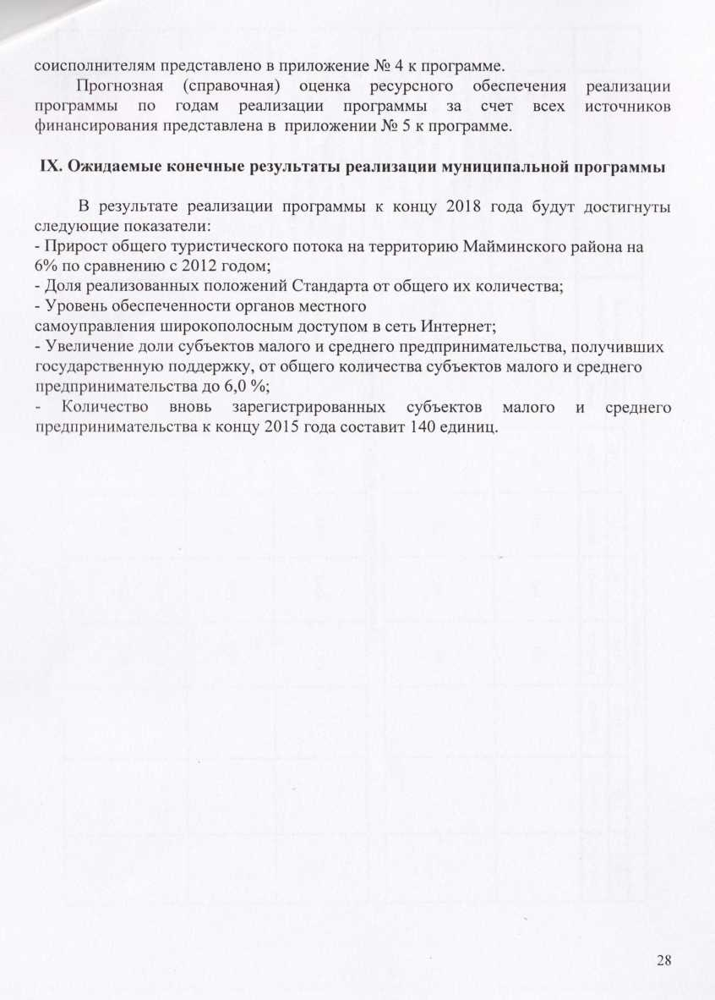 соисполнителям представлено в приложение № 4 к программе.
Прогнозная (справочная) оценка ресурсного обеспечения реализации
программы по годам реализации программы за счет всех источников
финансирования представлена в приложении № 5 к программе.
IX. Ожидаемые конечные результаты реализации муниципальной программы
В результате реализации программы к концу 2018 года будут достигнуты
следующие показатели:
- Прирост общего туристического потока на территорию Майминского района на
6% по сравнению с 2012 годом;
- Доля реализованных положений Стандарта от общего их количества;
- Уровень обеспеченности органов местного
самоуправления широкополосным доступом в сеть Интернет;
- Увеличение доли субъектов малого и среднего предпринимательства, получивших
государственную поддержку, от общего количества субъектов малого и среднего
предпринимательства до 6,0 %;
- Количество вновь зарегистрированных субъектов малого и среднего
предпринимательства к концу 2015 года составит 140 единиц.
28